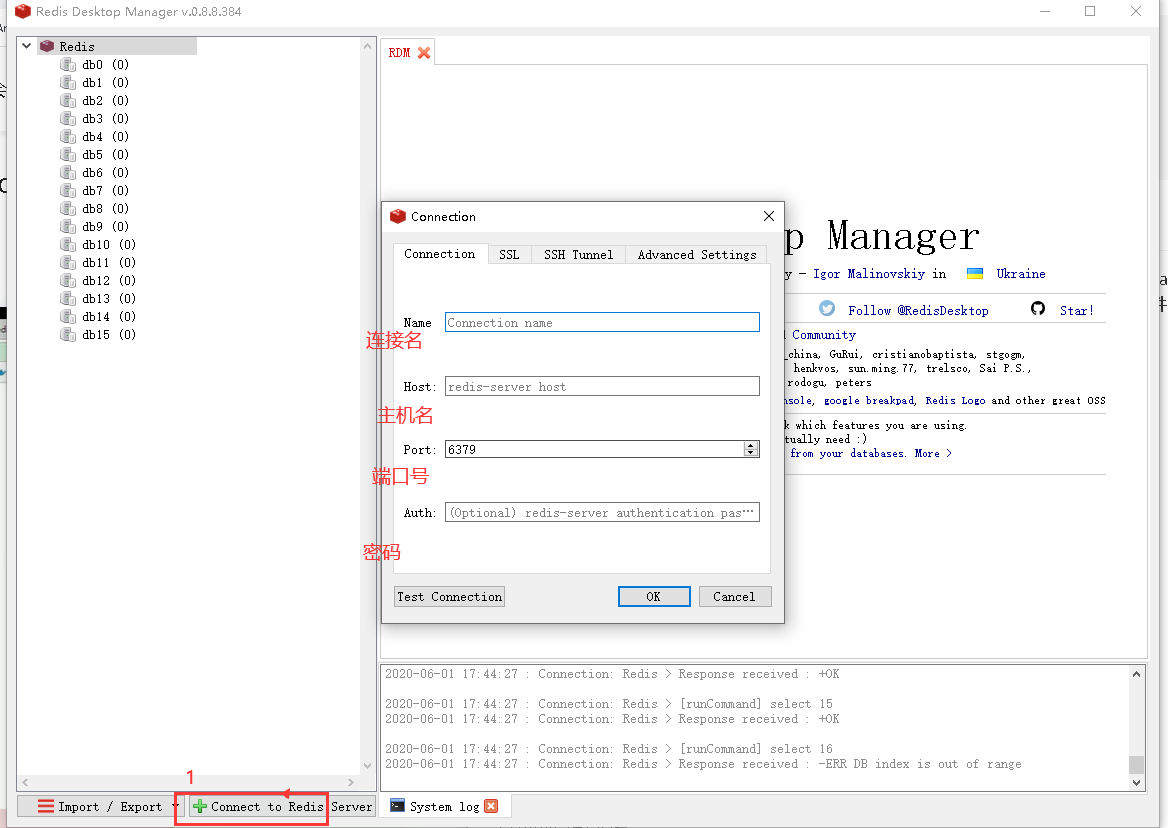 Redis Desktop Manager v.0.8.8.384
Redis
db0 (0)
db1 (0)
db2 (0)
db3 (0)
db4 (0)
db5 (0)
db6 (0)
db7 (0)
db8 (0)
db9 (0)
db10 (0)
db11 (0)
db12 (0)
db13 (0)
db14 (0)
db15 (0)
RDM
p Manager
y - Igor Malinovskiy in Ukraine
Follow @RedisDesktop Star!
Community
_china, GuRui, cristianobaptista, stgogm,
henkvos, sun.ming.77, trelsco, Sai P.S.,
rodogu, peters
nsole, google breakpad, Redis Logo and other great OSS
k which features you are using.
tually need :)
from your databases. More >
Connection
Connection SSL SSH Tunnel Advanced Settings
Name Connection name
连接名
Host: redis-server host
主机名
Port: 6379
端口号
Auth: (Optional) redis-server authentication pas…
密码
Test Connection OK Cancel
2020-06-01 17:44:27 : Connection: Redis > Response received : +OK
2020-06-01 17:44:27 : Connection: Redis > [runCommand] select 15
2020-06-01 17:44:27 : Connection: Redis > Response received : +OK
2020-06-01 17:44:27 : Connection: Redis > [runCommand] select 16
2020-06-01 17:44:27 : Connection: Redis > Response received : -ERR DB index is out of range
1
Import / Export Connect to Redis Server
System log